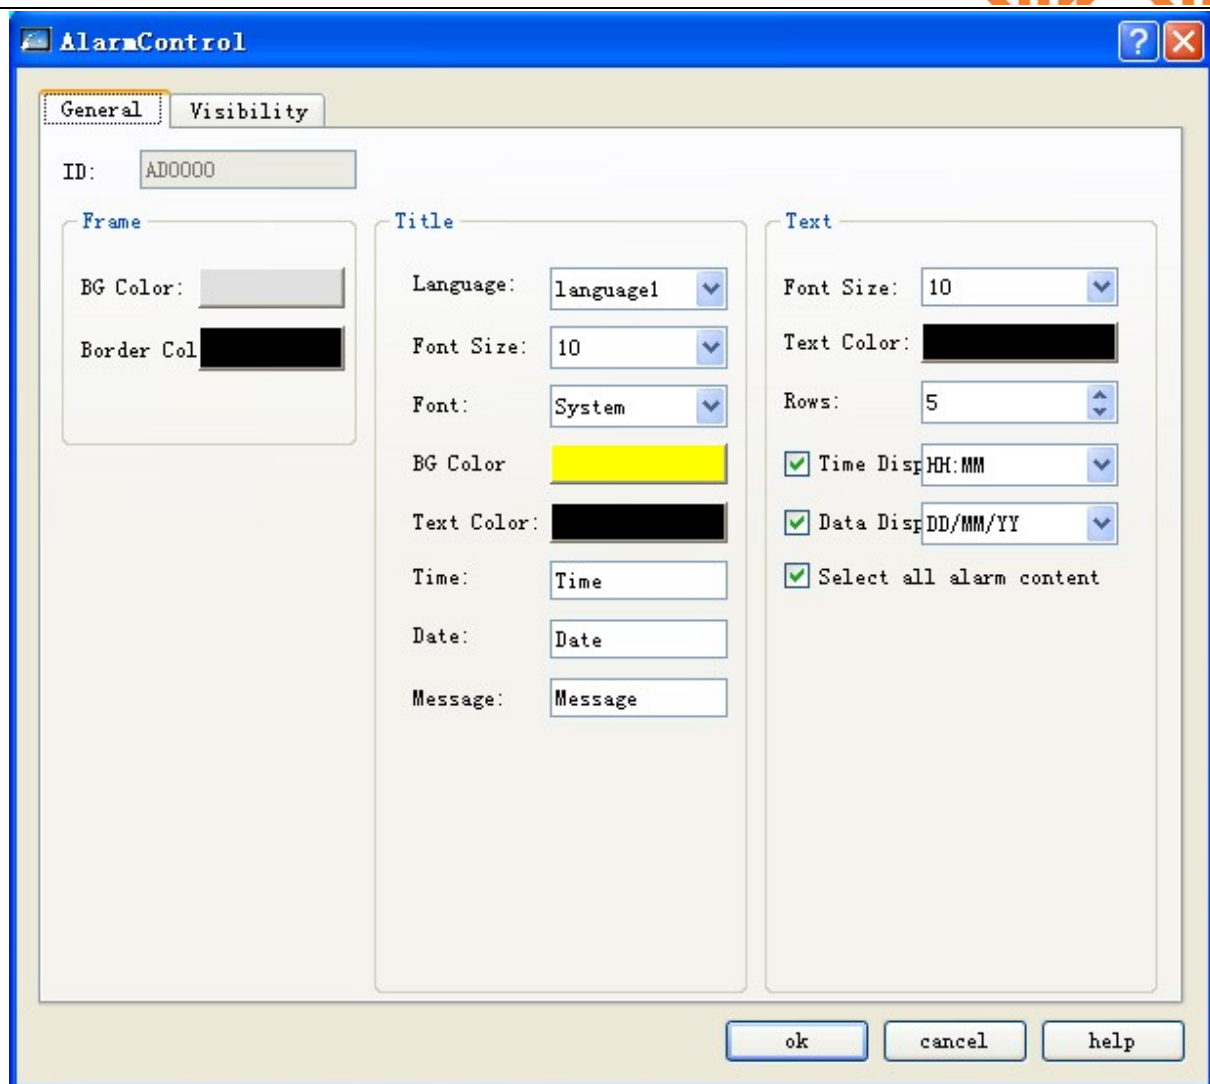 AlarmControl
General
Visibility
ID:
AD0000
Frame
BG Color:
Border Col
Title
Language:
language1
Font Size:
10
Font:
System
BG Color
Text Color:
Time:
Time
Date:
Date
Message:
Message
Text
Font Size:
10
Text Color:
Rows:
5
Time Disp
HH:MM
Data Disp
DD/MM/YY
Select all alarm content
ok
cancel
help